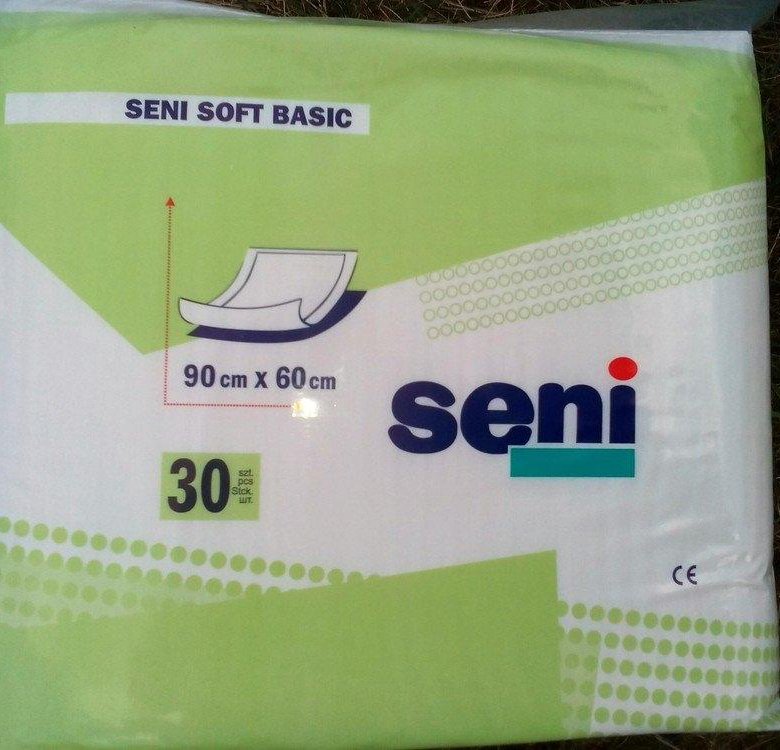 SENI SOFT BASIC
90 cm x 60 cm
seni
30
szt.
pcs
Stck.
шт.
CE